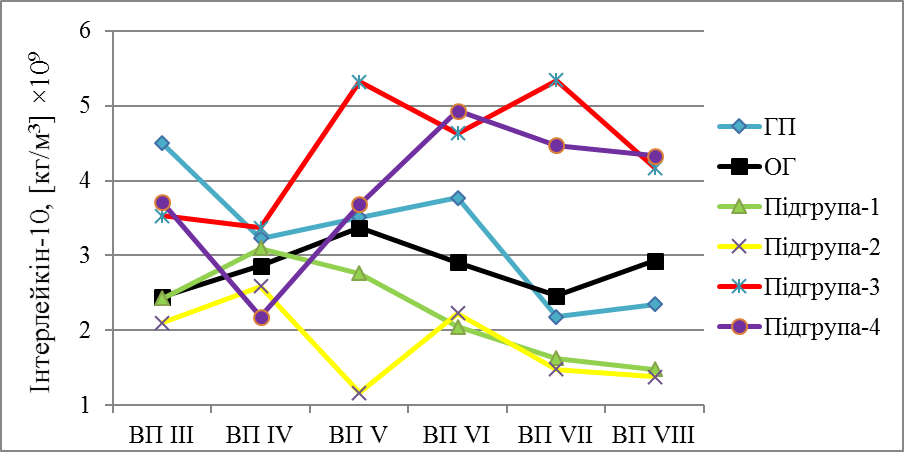 Інтерлейкін-10, [кг/м³] ×10⁹
6
5
4
3
2
1
ВП III ВП IV ВП V ВП VI ВП VII ВП VIII
ГП
ОГ
Підгрупа-1
Підгрупа-2
Підгрупа-3
Підгрупа-4